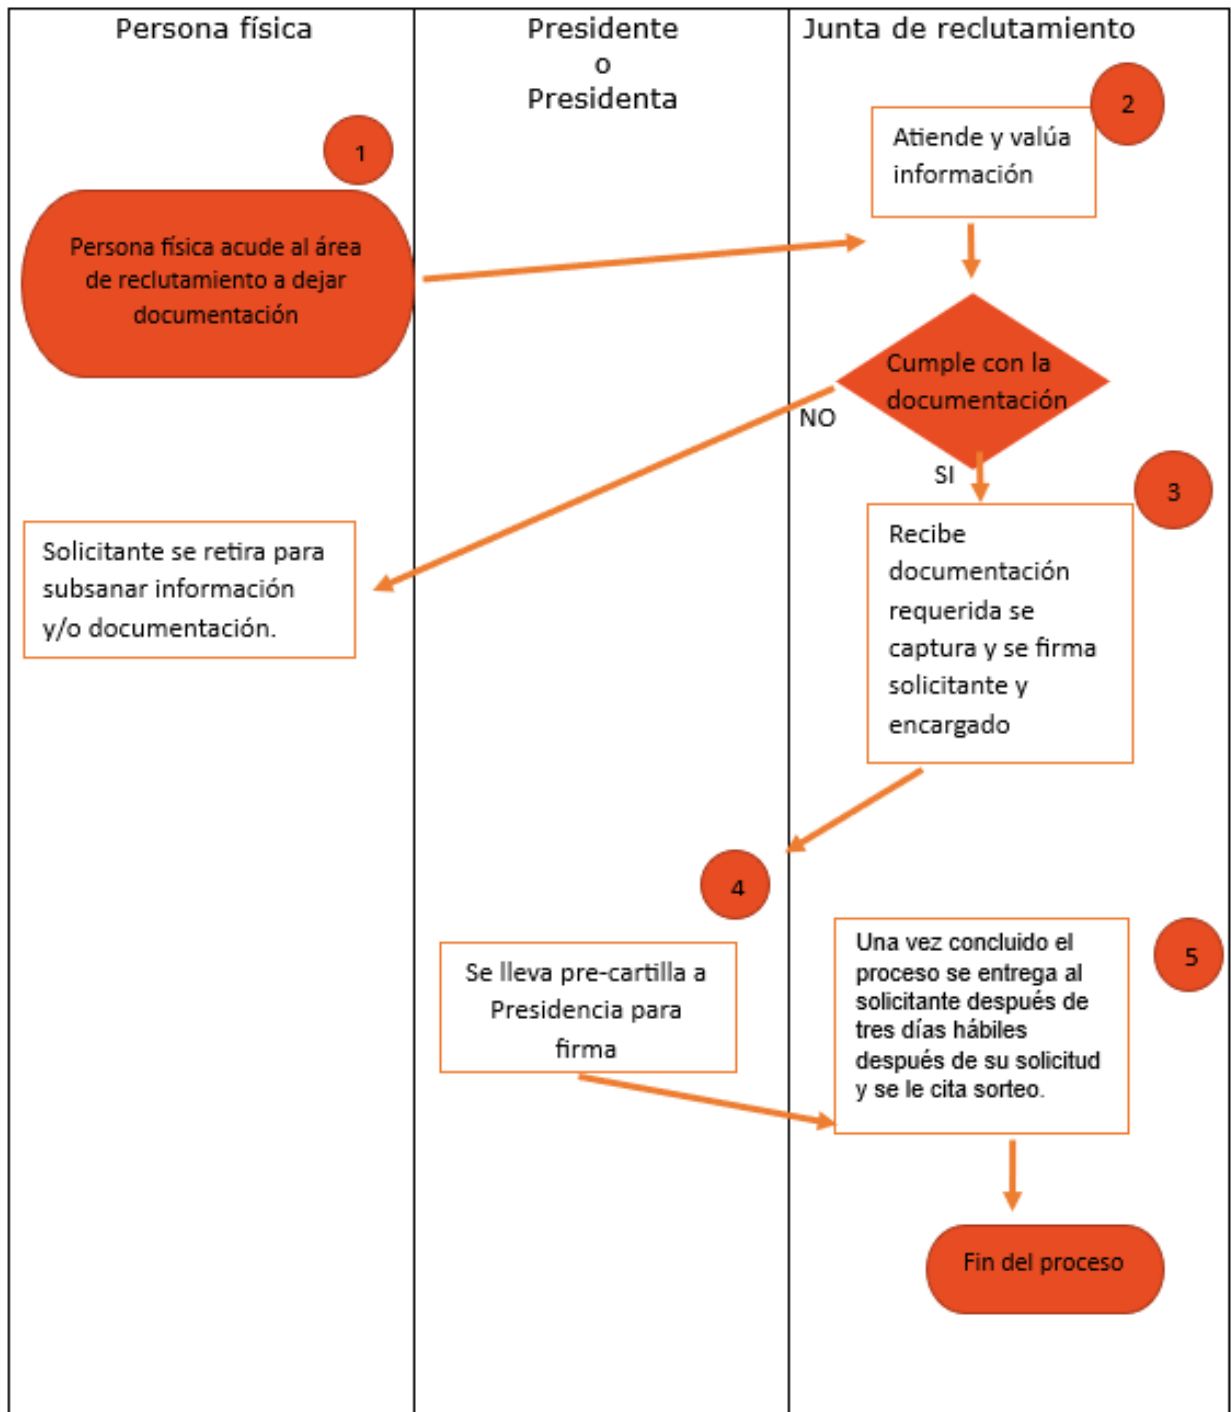 Persona física
Presidente
o
Presidenta
Junta de reclutamiento
1
Persona física acude al área
de reclutamiento a dejar
documentación
2
Atiende y valúa
información
Cumple con la
documentación
NO
SI
Solicitante se retira para
subsanar información
y/o documentación.
3
Recibe
documentación
requerida se
captura y se firma
solicitante y
encargado
4
Se lleva pre-cartilla a
Presidencia para
firma
5
Una vez concluido el
proceso se entrega al
solicitante después de
tres días hábiles
después de su solicitud
y se le cita sorteo.
Fin del proceso